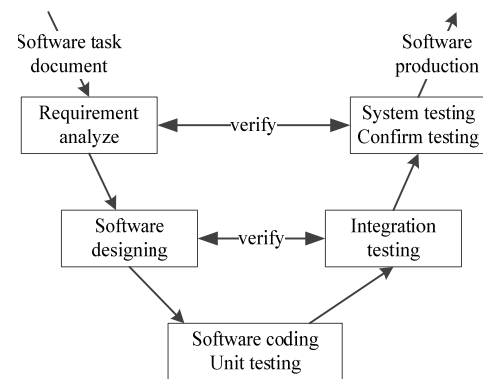 Software task
document
Software
production
Requirement
analyze
verify
System testing
Confirm testing
Software
designing
verify
Integration
testing
Software coding
Unit testing